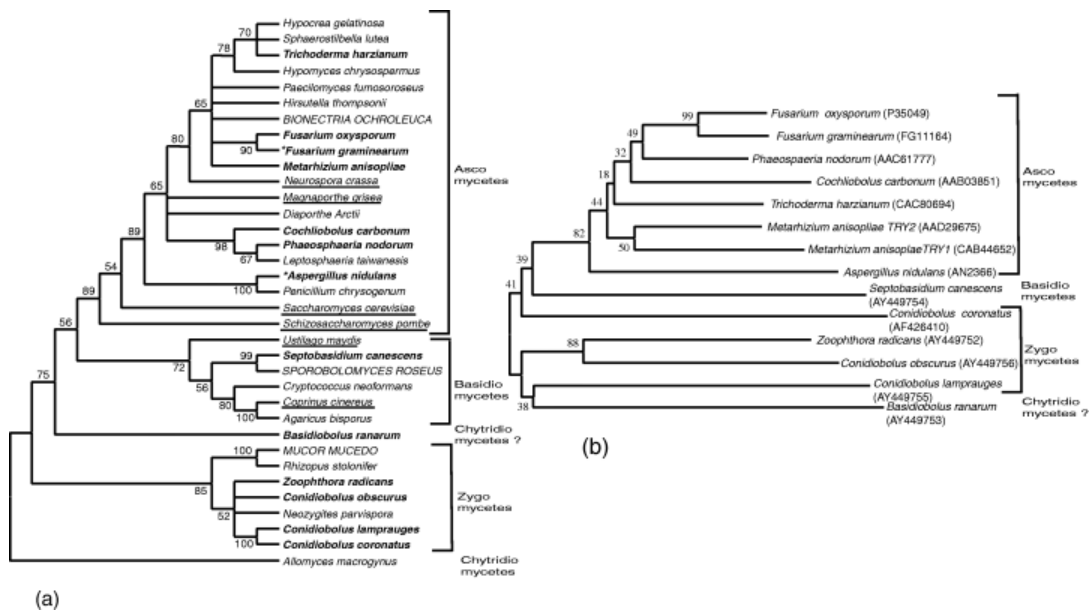 70
Hypocrea gelatinosa
Sphaerostilbella lutea
78
Trichoderma harzianum
Hypomyces chrysospermus
Paecilomyces fumosoroseus
65
Hirsutella thompsonii
BIONECTRIA OCHROLEUCA
Fusarium oxysporum
80
90
*Fusarium graminearum
Metarhizium anisopliae
Neurospora crassa
65
Magnaporthe grisea
Diaporthe Arctii
89
Cochliobolus carbonum
98
Phaeosphaeria nodorum
67
Leptosphaeria taiwanesis
54
*Aspergillus nidulans
100
Penicillium chrysogenum
89
Saccharomyces cerevisiae
Schizosaccharomyces pombe
56
Ustilago maydis
72
99
Septobasidium canescens
SPOROBOLOMYCES ROSEUS
75
56
Cryptococcus neoformans
80
Coprinus cinereus
100
Agaricus bisporus
Basidiobolus ranarum
100
MUCOR MUCEDO
Rhizopus stolonifer
85
Zoophthora radicans
Conidiobolus obscurus
52
Neozygites parvispora
Conidiobolus lamprauges
100
Conidiobolus coronatus
Allomyces macrogynus
Asco
mycetes
Basidio
mycetes
Chytridio
mycetes ?
Zygo
mycetes
Chytridio
mycetes
(a)
99
Fusarium oxysporum (P35049)
49
Fusarium graminearum (FG11164)
32
Phaeospaeria nodorum (AAC61777)
18
Cochliobolus carbonum (AAB03851)
44
Trichoderma harzianum (CAC80694)
82
Metarhizium anisopliae TRY2 (AAD29675)
50
Metarhizium anisoplaeTRY1 (CAB44652)
39
Aspergillus nidulans (AN2366)
41
Septobasidium canescens
(AY449754)
Conidiobolus coronatus
(AF426410)
88
Zoophthora radicans (AY449752)
Conidiobolus obscurus (AY449756)
Conidiobolus lamprauges
(AY449755)
38
Basidiobolus ranarum
(AY449753)
Asco
mycetes
Basidio
mycetes
Zygo
mycetes
Chytridio
mycetes ?
(b)